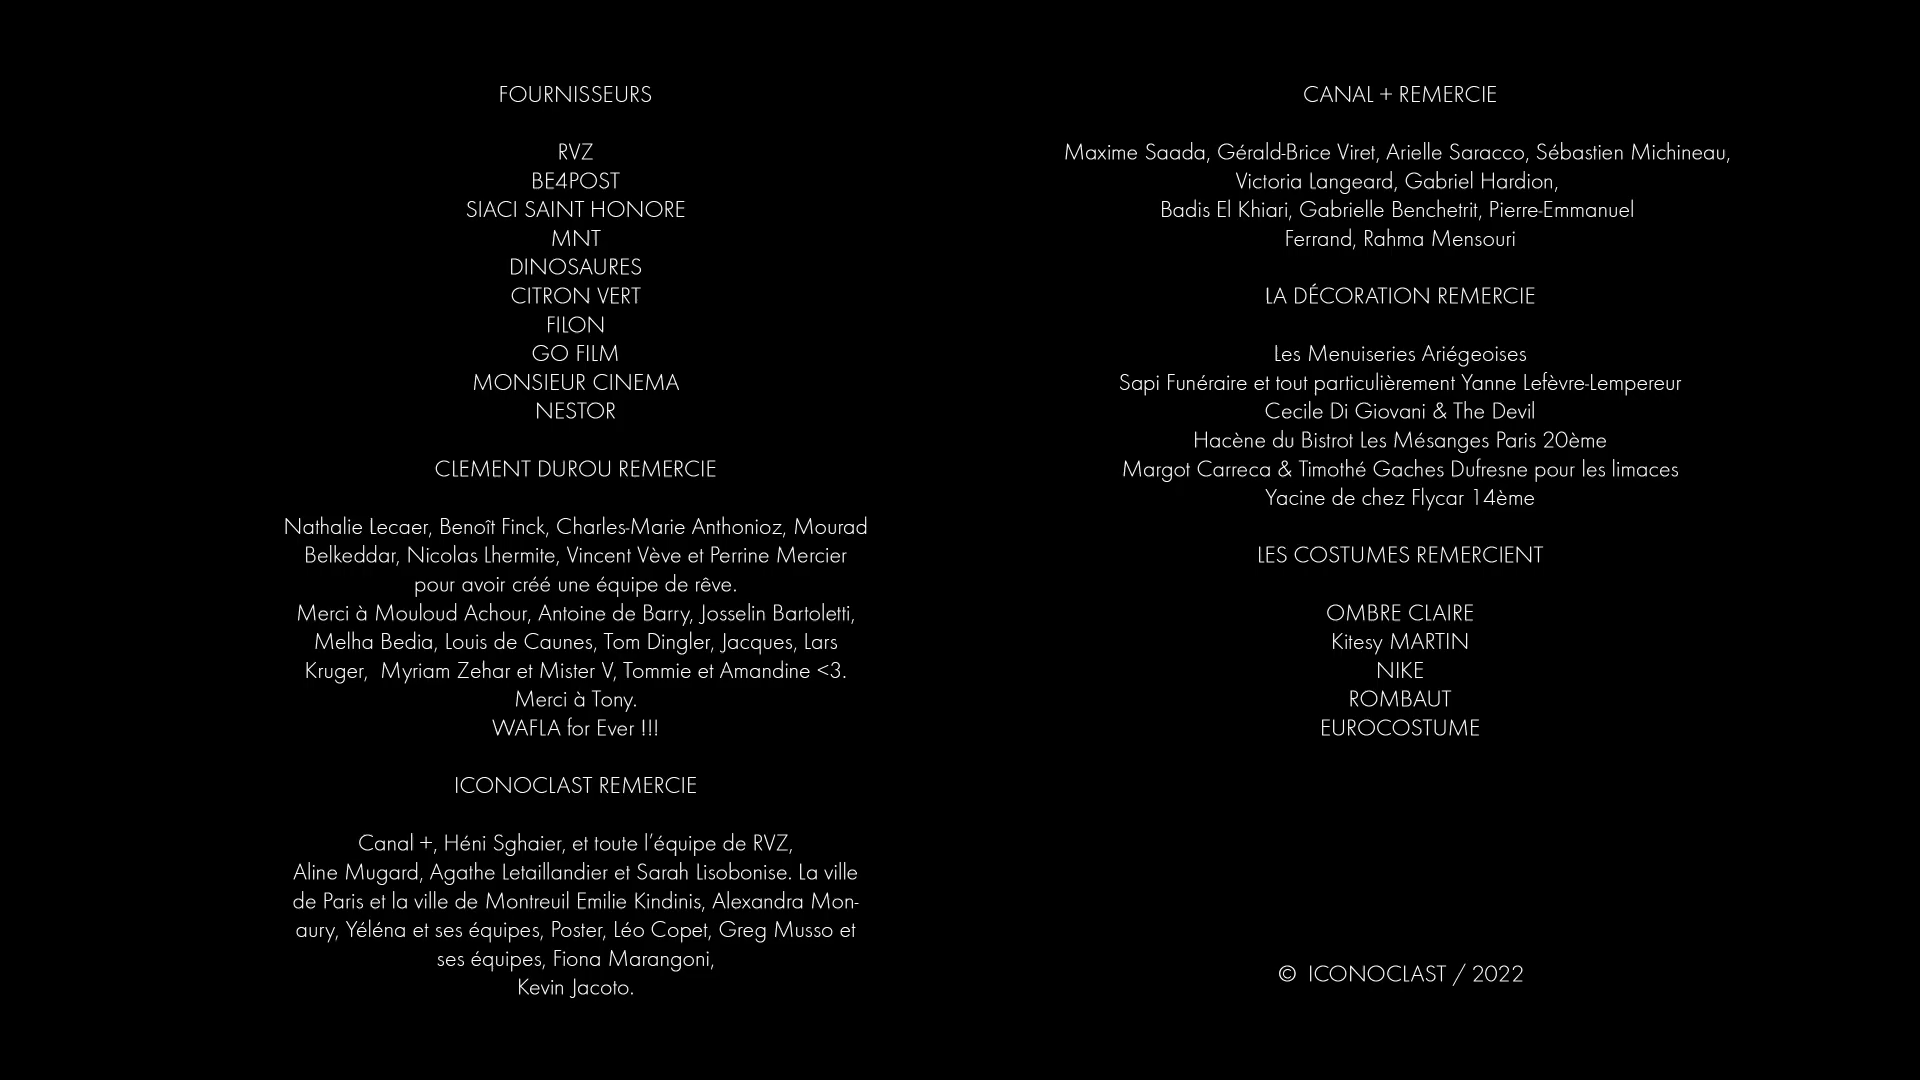 FOURNISSEURS
RVZ
BE4POST
SIACI SAINT HONORE
MNT
DINOSAURES
CITRON VERT
FILON
GO FILM
MONSIEUR CINEMA
NESTOR
CLEMENT DUROU REMERCIE
Nathalie Lecaer, Benoît Finck, Charles-Marie Anthonioz, Mourad
Belkeddar, Nicolas Lhermite, Vincent Vève et Perrine Mercier
pour avoir créé une équipe de rêve.
Merci à Mouloud Achour, Antoine de Barry, Josselin Bartoletti,
Melha Bedia, Louis de Caunes, Tom Dingler, Jacques, Lars
Kruger,  Myriam Zehar et Mister V, Tommie et Amandine <3.
Merci à Tony.
WAFLA for Ever !!!
ICONOCLAST REMERCIE
Canal +, Héni Sghaier, et toute l'équipe de RVZ,
Aline Mugard, Agathe Letaillandier et Sarah Lisobonise. La ville
de Paris et la ville de Montreuil Emilie Kindinis, Alexandra Mon-
aury, Yéléna et ses équipes, Poster, Léo Copet, Greg Musso et
ses équipes, Fiona Marangoni,
Kevin Jacoto.
CANAL + REMERCIE
Maxime Saada, Gérald-Brice Viret, Arielle Saracco, Sébastien Michineau,
Victoria Langeard, Gabriel Hardion,
Badis El Khiari, Gabrielle Benchetrit, Pierre-Emmanuel
Ferrand, Rahma Mensouri
LA DÉCORATION REMERCIE
Les Menuiseries Ariégeoises
Sapi Funéraire et tout particulièrement Yanne Lefèvre-Lempereur
Cecile Di Giovani & The Devil
Hacène du Bistrot Les Mésanges Paris 20ème
Margot Carreca & Timothé Gaches Dufresne pour les limaces
Yacine de chez Flycar 14ème
LES COSTUMES REMERCIENT
OMBRE CLAIRE
Kitesy MARTIN
NIKE
ROMBAUT
EUROCOSTUME
© ICONOCLAST / 2022